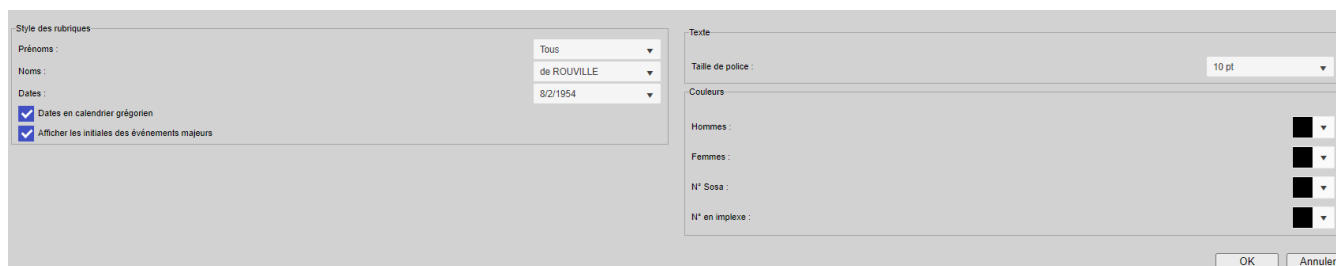 Style des rubriques
Prénoms :
Tous
Noms :
de ROUVILLE
Dates :
8/2/1954
Dates en calendrier grégorien
Afficher les initiales des événements majeurs
Texte
Taille de police :
10 pt
Couleurs
Hommes :
Femmes :
N° Sosa :
N° en implexe :
OK
Annuler